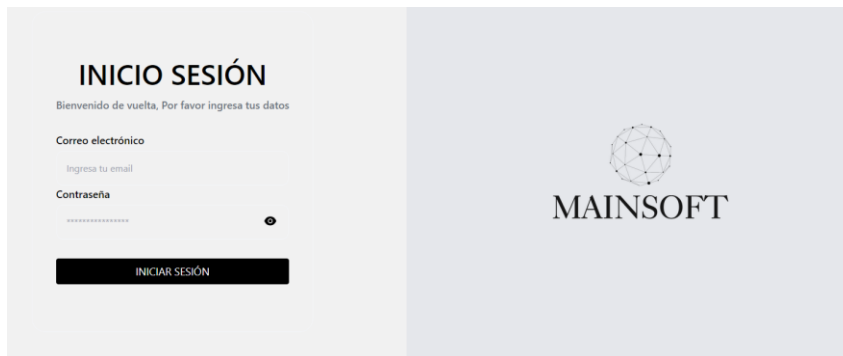 INICIO SESIÓN
Bienvenido de vuelta, Por favor ingresa tus datos
Correo electrónico
Ingresa tu email
Contraseña
***************
INICIAR SESIÓN
MAINSOFT